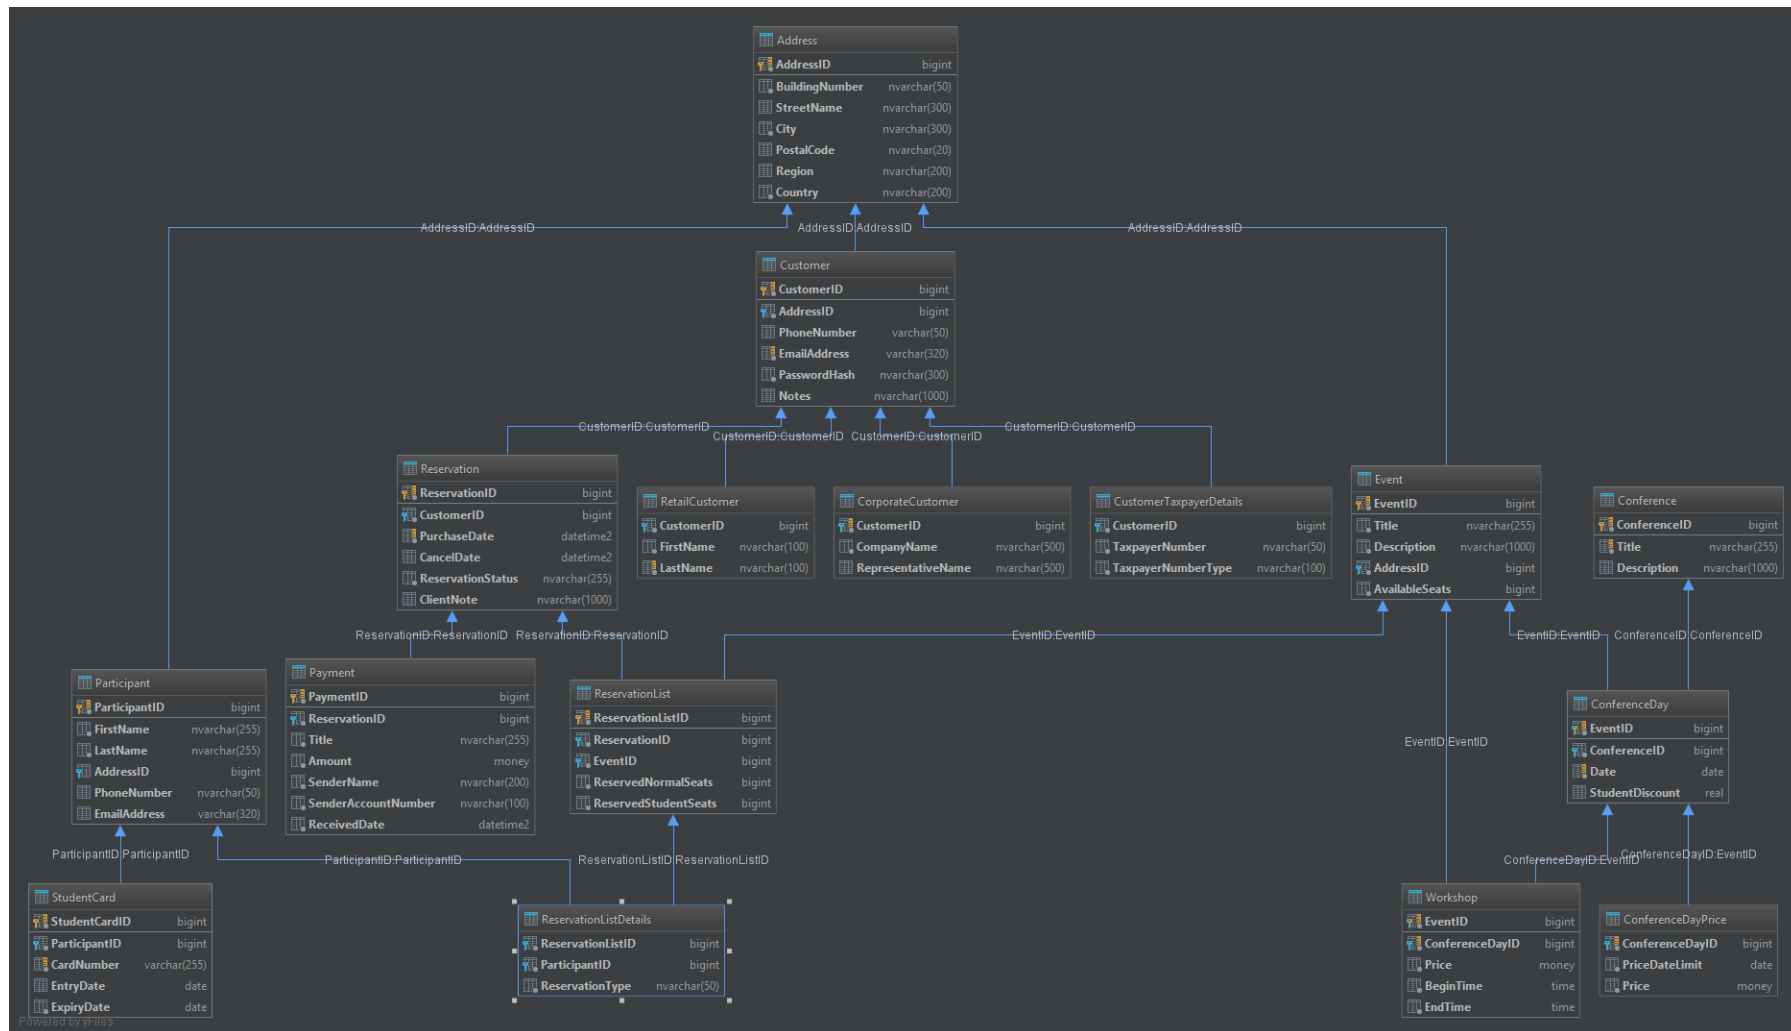 Address
AddressID bigint
BuildingNumber nvarchar(50)
StreetName nvarchar(300)
City nvarchar(300)
PostalCode nvarchar(20)
Region nvarchar(200)
Country nvarchar(200)
AddressID:AddressID
AddressID:AddressID
AddressID:AddressID
Customer
CustomerID bigint
AddressID bigint
PhoneNumber varchar(50)
EmailAddress varchar(320)
PasswordHash nvarchar(300)
Notes nvarchar(1000)
CustomerID:CustomerID
CustomerID:CustomerID
CustomerID:CustomerID
CustomerID:CustomerID
Reservation
ReservationID bigint
CustomerID bigint
PurchaseDate datetime2
CancelDate datetime2
ReservationStatus nvarchar(255)
ClientNote nvarchar(1000)
RetailCustomer
CustomerID bigint
FirstName nvarchar(100)
LastName nvarchar(100)
CorporateCustomer
CustomerID bigint
CompanyName nvarchar(500)
RepresentativeName nvarchar(500)
CustomerTaxpayerDetails
CustomerID bigint
TaxpayerNumber nvarchar(50)
TaxpayerNumberType nvarchar(100)
Event
EventID bigint
Title nvarchar(255)
Description nvarchar(1000)
AddressID bigint
AvailableSeats bigint
Conference
ConferenceID bigint
Title nvarchar(255)
Description nvarchar(1000)
ReservationID:ReservationID
ReservationID:ReservationID
EventID:EventID
EventID:EventID
ConferenceID:ConferenceID
Participant
ParticipantID bigint
FirstName nvarchar(255)
LastName nvarchar(255)
AddressID bigint
PhoneNumber nvarchar(50)
EmailAddress varchar(320)
Payment
PaymentID bigint
ReservationID bigint
Title nvarchar(255)
Amount money
SenderName nvarchar(200)
SenderAccountNumber nvarchar(100)
ReceivedDate datetime2
ReservationList
ReservationListID bigint
ReservationID bigint
EventID bigint
ReservedNormalSeats bigint
ReservedStudentSeats bigint
EventID:EventID
ConferenceDay
EventID bigint
ConferenceID bigint
Date date
StudentDiscount real
ParticipantID:ParticipantID
ParticipantID:ParticipantID
ReservationListID:ReservationListID
ConferenceDayID:EventID
ConferenceDayID:EventID
StudentCard
StudentCardID bigint
ParticipantID bigint
CardNumber varchar(255)
EntryDate date
ExpiryDate date
ReservationListDetails
ReservationListID bigint
ParticipantID bigint
ReservationType nvarchar(50)
Workshop
EventID bigint
ConferenceDayID bigint
Price money
BeginTime time
EndTime time
ConferenceDayPrice
ConferenceDayID bigint
PriceDateLimit date
Price money
Powered by yFiles